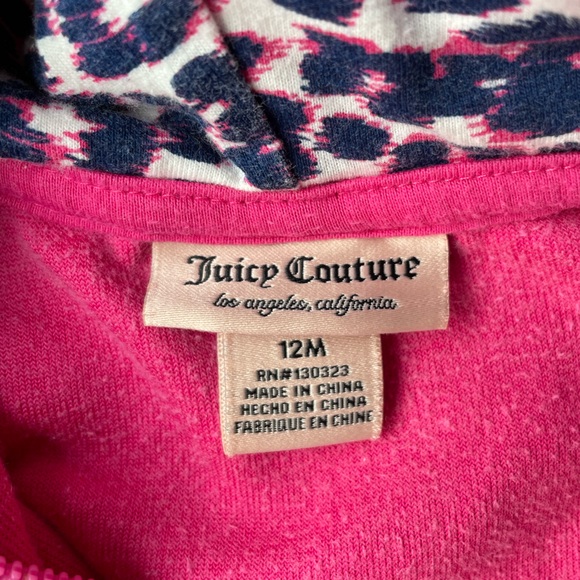 Juicy Couture
los angeles, california
12M
RN#130323
MADE IN CHINA
HECHO EN CHINA
FABRIQUE EN CHINE